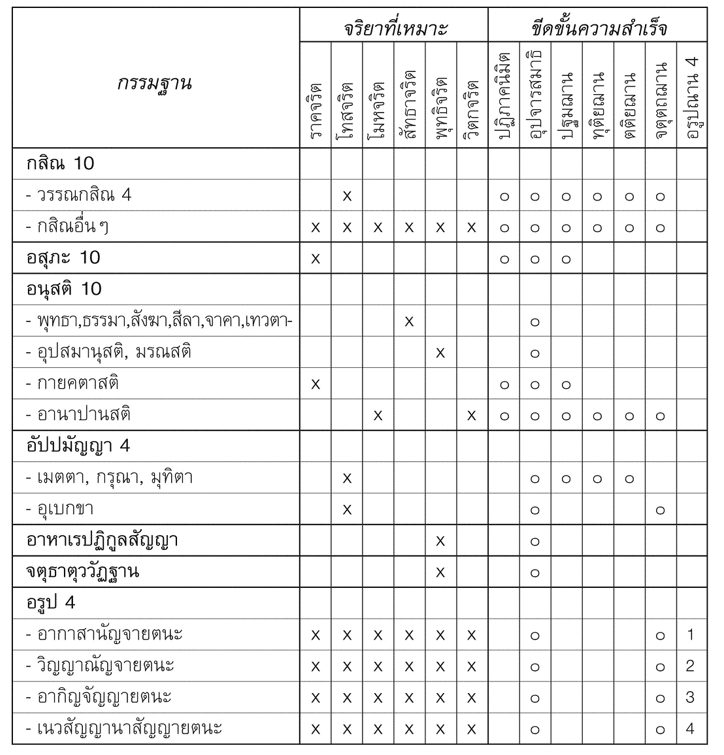 กรรมฐาน จริยาที่เหมาะ ขีดขั้นความสำเร็จ
ราคจริต โทสจริต โมหจริต สัทธาจริต พุทธิจริต วิตกจริต ปฏิภาคนิมิต อุปจารสมาธิ ปฐมฌาน ทุติยฌาน ตติยฌาน จตุตถฌาน อรูปฌาน 4
กสิณ 10
- วรรณกสิณ 4 x o o o o o o
- กสิณอื่นๆ x x x x x x o o o o o o
อสุภะ 10 x o o o
อนุสติ 10
- พุทธา,ธรรมา,สังฆา,สีลา,จาคา,เทวตา- x o
- อุปสมานุสติ, มรณสติ x o
- กายคตาสติ x o o o
- อานาปานสติ x x o o o o o o
อัปปมัญญา 4
- เมตตา, กรุณา, มุทิตา x o o o o
- อุเบกขา x o o
อาหาเรปฏิกูลสัญญา x o
จตุธาตุววัฏฐาน x o
อรูป 4
- อากาสานัญจายตนะ x x x x x x o o 1
- วิญญาณัญจายตนะ x x x x x x o o 2
- อากิญจัญญายตนะ x x x x x x o o 3
- เนวสัญญานาสัญญายตนะ x x x x x x o o 4